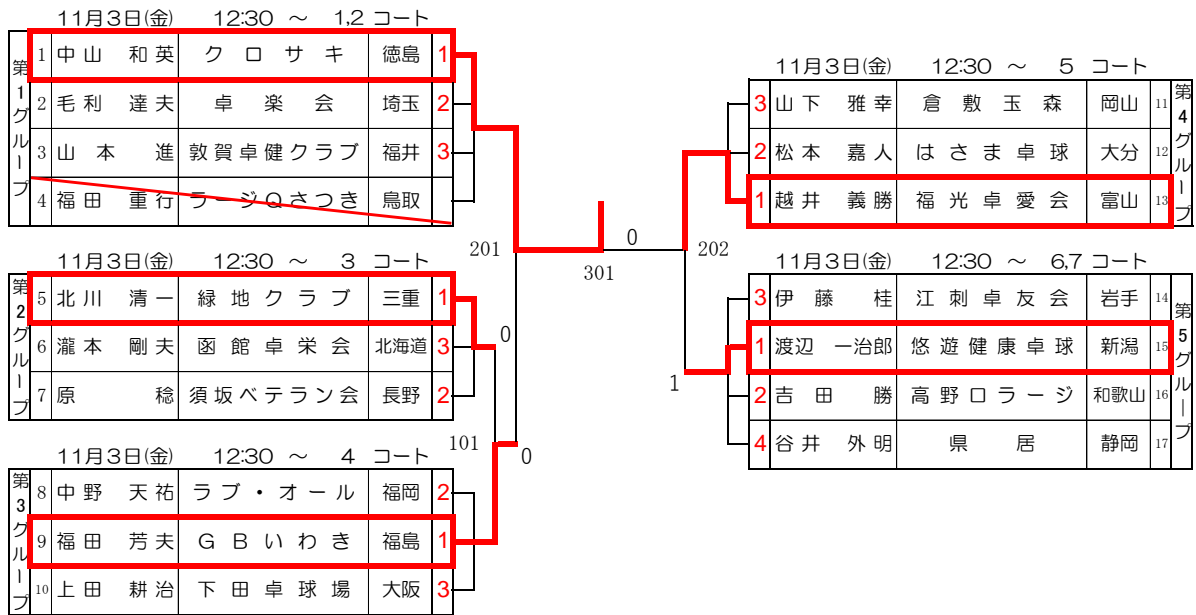 11月3日(金) 12:30 ～ 1,2 コート
第1グループ
1 中山 和英 クロサキ 徳島 1
2 毛利 達夫 卓楽会 埼玉 2
3 山本 進 敦賀卓健クラブ 福井 3
4 福田 重行 ラージQさつき 鳥取
11月3日(金) 12:30 ～ 3 コート
第2グループ
5 北川 清一 緑地クラブ 三重 1
6 瀧本 剛夫 函館卓栄会 北海道 3
7 原 稔 須坂ベテラン会 長野 2
11月3日(金) 12:30 ～ 4 コート
第3グループ
8 中野 天祐 ラブ・オール 福岡 2
9 福田 芳夫 GBいわき 福島 1
10 上田 耕治 下田卓球場 大阪 3
201
0
101
0
301
0
202
1
11月3日(金) 12:30 ～ 5 コート
第4グループ
3 山下 雅幸 倉敷玉森 岡山 11
2 松本 嘉人 はさま卓球 大分 12
1 越井 義勝 福光卓愛会 富山 13
11月3日(金) 12:30 ～ 6,7 コート
第5グループ
3 伊藤 桂 江刺卓友会 岩手 14
1 渡辺 一治郎 悠遊健康卓球 新潟 15
2 吉田 勝 高野口ラージ 和歌山 16
4 谷井 外明 県居 静岡 17